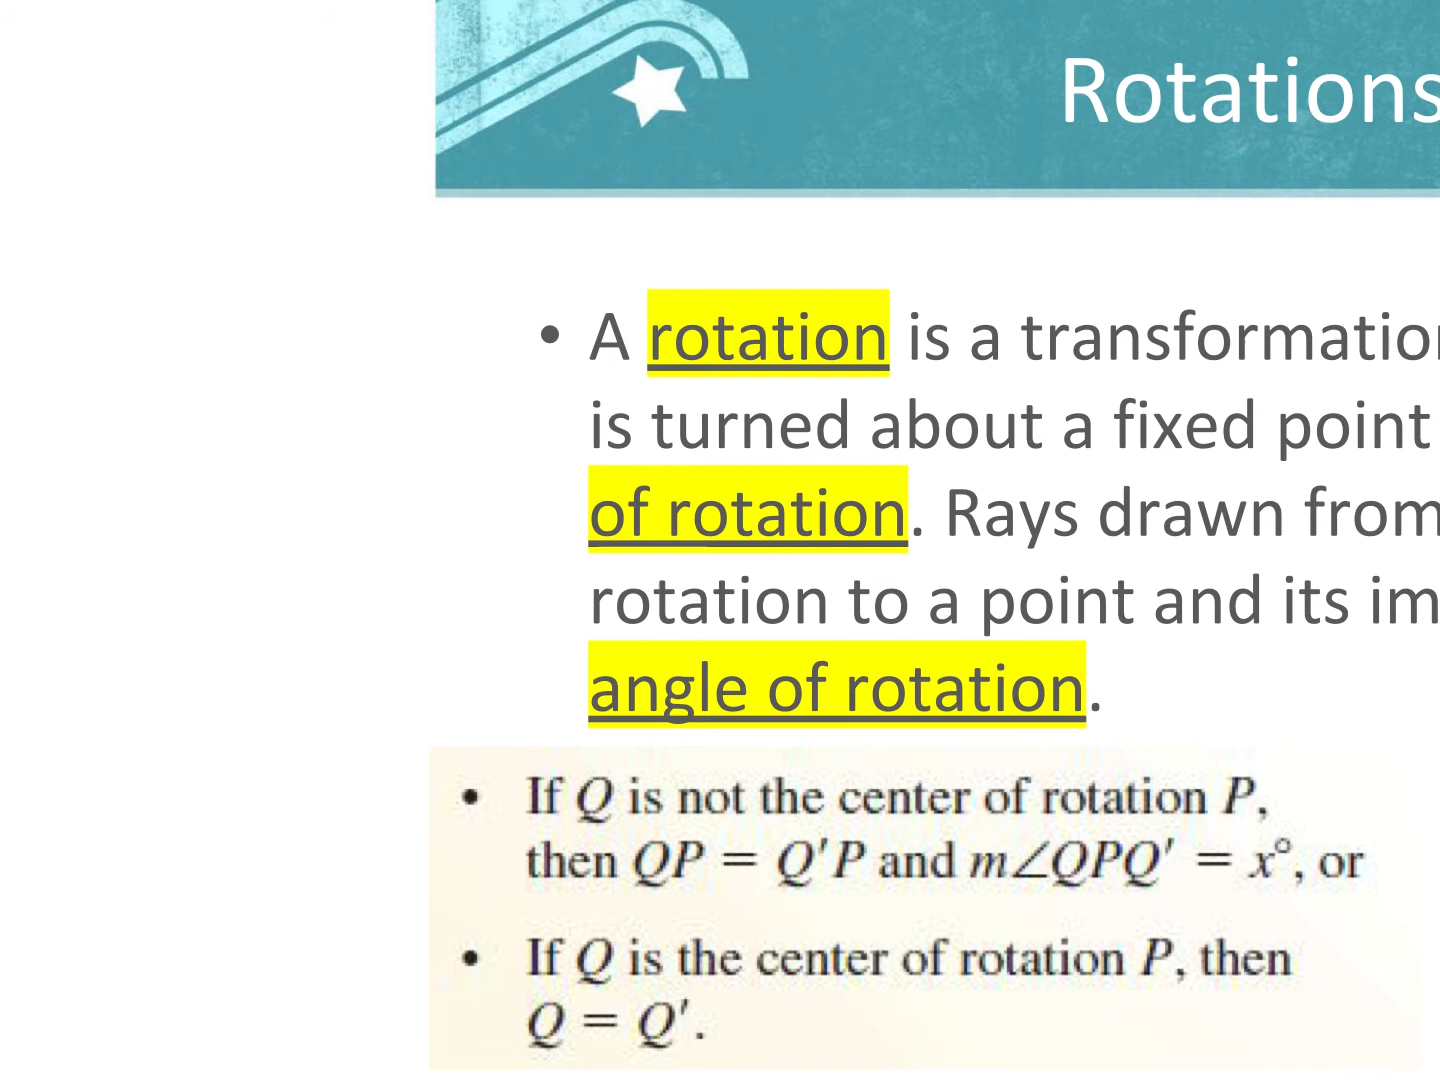 Rotations
• A rotation is a transformation
is turned about a fixed point
of rotation. Rays drawn from
rotation to a point and its im
angle of rotation.
• If Q is not the center of rotation P,
then QP = Q′P and m∠QPQ′ = x°, or
• If Q is the center of rotation P, then
Q = Q′.